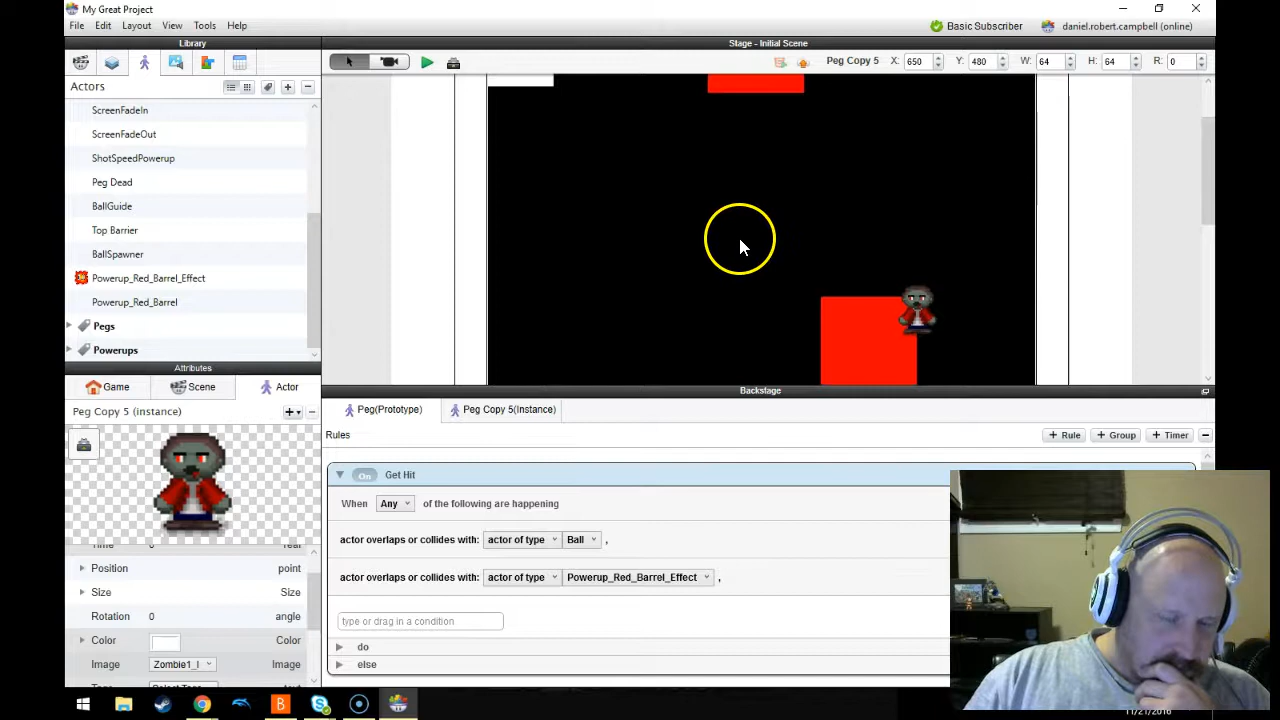 My Great Project
File Edit Layout View Tools Help
Basic Subscriber daniel.robert.campbell (online)
Library
Stage - Initial Scene
Peg Copy 5 X: 650 Y: 480 W: 64 H: 64 R: 0
Actors
ScreenFadeIn
ScreenFadeOut
ShotSpeedPowerup
Peg Dead
BallGuide
Top Barrier
BallSpawner
Powerup_Red_Barrel_Effect
Powerup_Red_Barrel
Pegs
Powerups
Attributes
Game Scene Actor
Peg Copy 5 (instance)
Position point
Size Size
Rotation 0 angle
Color Color
Image Zombie1_I Image
Backstage
Peg(Prototype) Peg Copy 5(Instance)
Rules + Rule + Group + Timer
On Get Hit
When Any of the following are happening
actor overlaps or collides with: actor of type Ball ,
actor overlaps or collides with: actor of type Powerup_Red_Barrel_Effect ,
type or drag in a condition
do
else